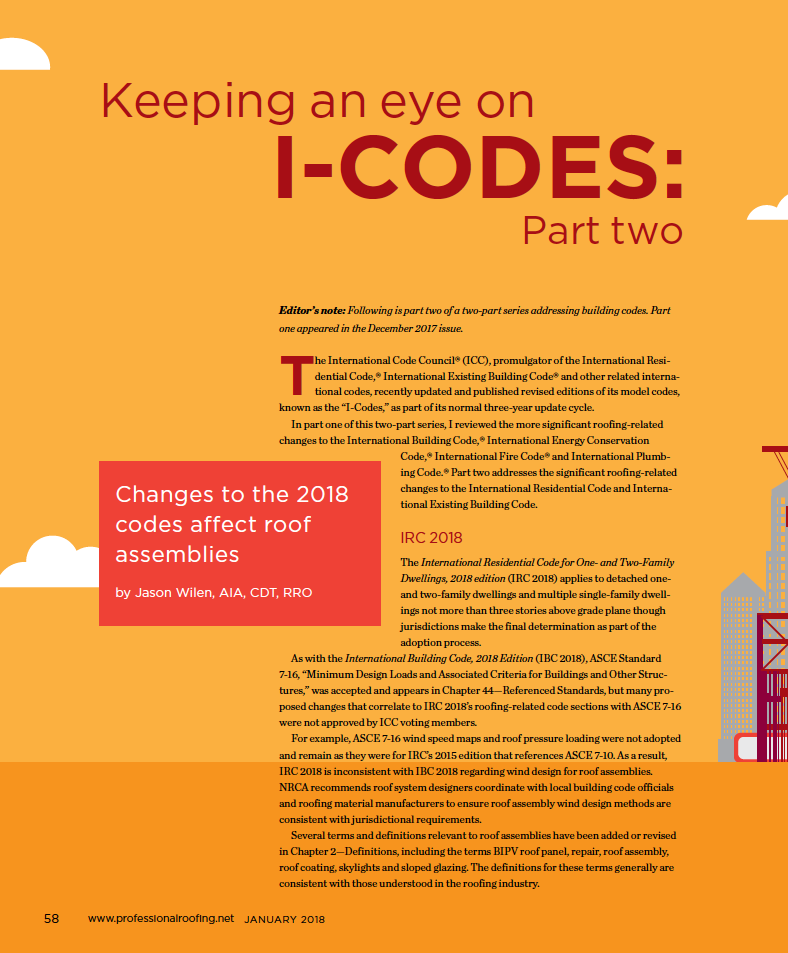 Keeping an eye on
I-CODES:
Part two
Editor's note: Following is part two of a two-part series addressing building codes. Part
one appeared in the December 2017 issue.
The International Code Council® (ICC), promulgator of the International Resi-
dential Code,® International Existing Building Code® and other related interna-
tional codes, recently updated and published revised editions of its model codes,
known as the “I-Codes,” as part of its normal three-year update cycle.
In part one of this two-part series, I reviewed the more significant roofing-related
changes to the International Building Code,® International Energy Conservation
Code,® International Fire Code® and International Plumb-
ing Code.® Part two addresses the significant roofing-related
changes to the International Residential Code and Interna-
tional Existing Building Code.
Changes to the 2018
codes affect roof
assemblies
by Jason Wilen, AIA, CDT, RRO
IRC 2018
The International Residential Code for One- and Two-Family
Dwellings, 2018 edition (IRC 2018) applies to detached one-
and two-family dwellings and multiple single-family dwell-
ings not more than three stories above grade plane though
jurisdictions make the final determination as part of the
adoption process.
As with the International Building Code, 2018 Edition (IBC 2018), ASCE Standard
7-16, “Minimum Design Loads and Associated Criteria for Buildings and Other Struc-
tures,” was accepted and appears in Chapter 44—Referenced Standards, but many pro-
posed changes that correlate to IRC 2018's roofing-related code sections with ASCE 7-16
were not approved by ICC voting members.
For example, ASCE 7-16 wind speed maps and roof pressure loading were not adopted
and remain as they were for IRC's 2015 edition that references ASCE 7-10. As a result,
IRC 2018 is inconsistent with IBC 2018 regarding wind design for roof assemblies.
NRCA recommends roof system designers coordinate with local building code officials
and roofing material manufacturers to ensure roof assembly wind design methods are
consistent with jurisdictional requirements.
Several terms and definitions relevant to roof assemblies have been added or revised
in Chapter 2—Definitions, including the terms BIPV roof panel, repair, roof assembly,
roof coating, skylights and sloped glazing. The definitions for these terms generally are
consistent with those understood in the roofing industry.
58 www.professionalroofing.net JANUARY 2018